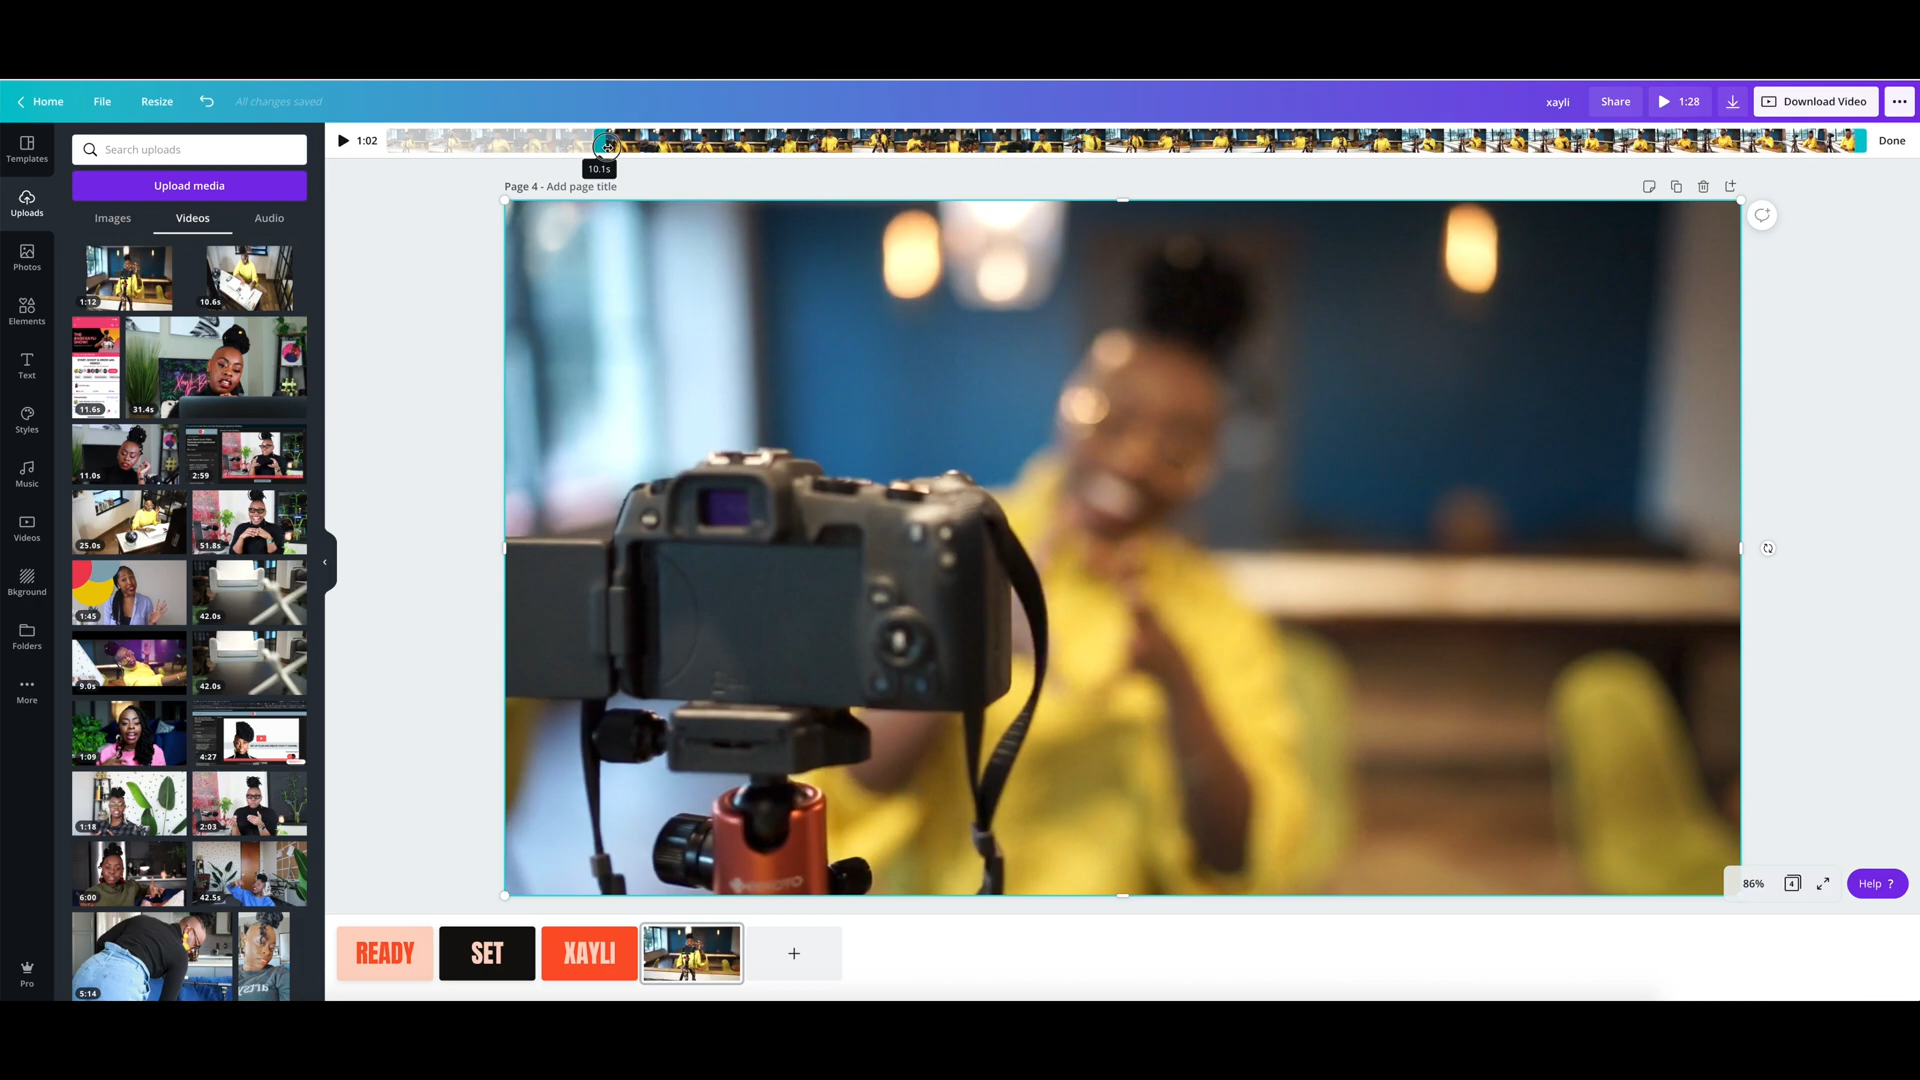 Home File Resize All changes saved xayli Share 1:28 Download Video
Templates
Uploads
Photos
Elements
Text
Styles
Music
Videos
Bkground
Folders
More
Pro
Search uploads
Upload media
Images Videos Audio
1:12 10.6s
11.6s 31.4s
11.0s 2:59
25.0s 51.8s
1:45 42.0s
9.0s 42.0s
1:09 4:27
1:18 2:03
6:00 42.5s
5:14
1:02 Done
10.1s
Page 4 - Add page title
86% 4 Help ?
READY SET XAYLI